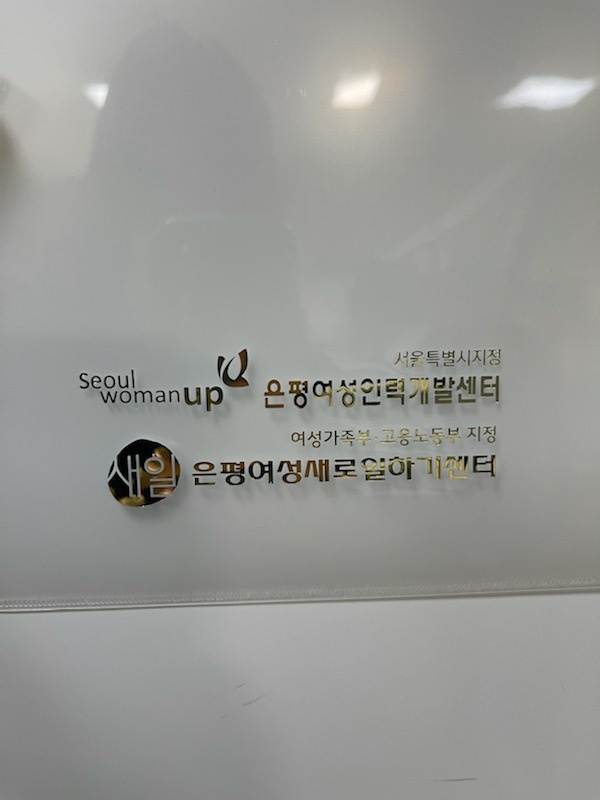 서울특별시지정
Seoul
womanup 은평여성인력개발센터
여성가족부·고용노동부 지정
새일 은평여성새로일하기센터